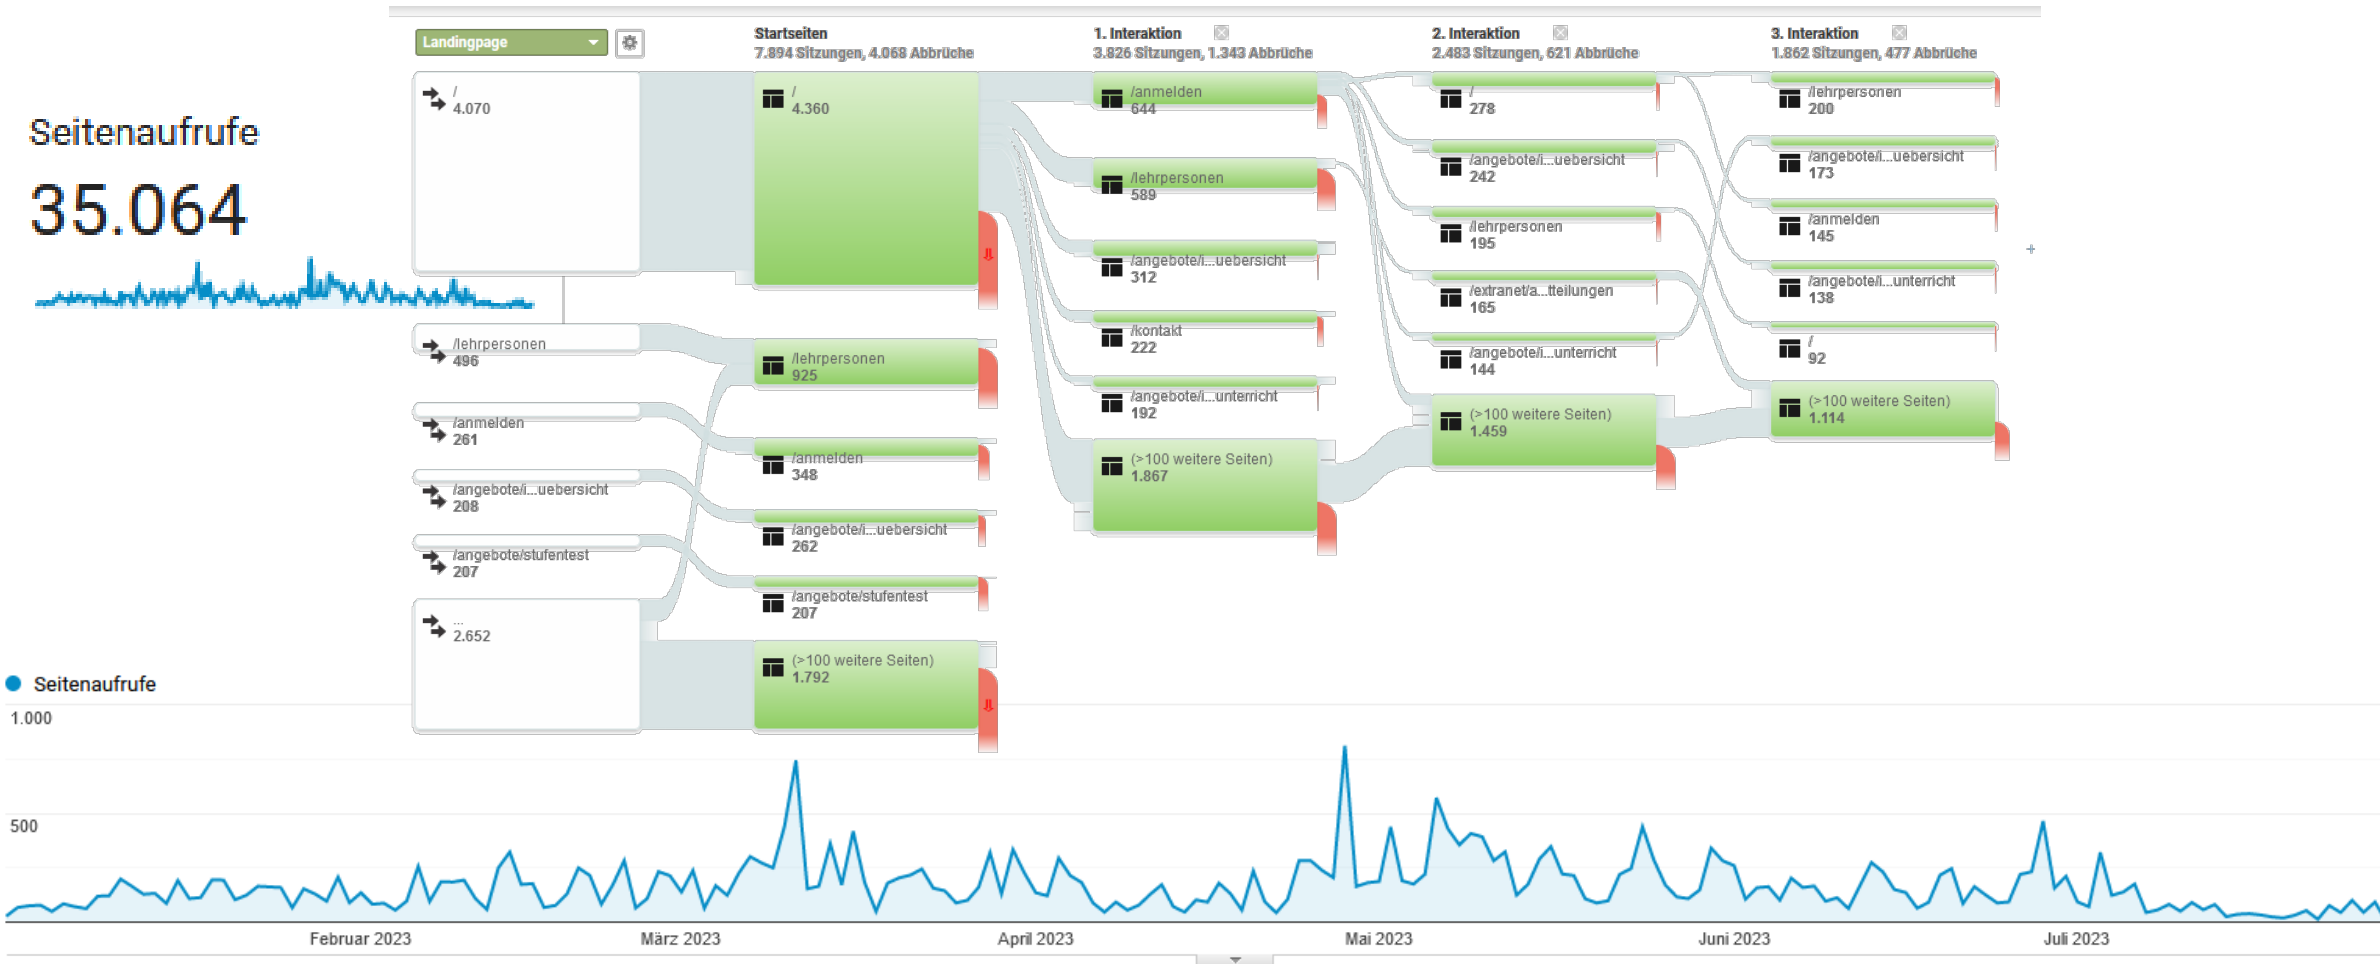 Seitenaufrufe
35.064
Landingpage
/
4.070
/lehrpersonen
496
/anmelden
261
/angebote/i...uebersicht
208
/angebote/stufentest
207
...
2.652
Startseiten
7.894 Sitzungen, 4.068 Abbrüche
/
4.360
/lehrpersonen
925
/anmelden
348
/angebote/i...uebersicht
262
/angebote/stufentest
207
(>100 weitere Seiten)
1.792
1. Interaktion
3.826 Sitzungen, 1.343 Abbrüche
/anmelden
644
/lehrpersonen
589
/angebote/i...uebersicht
312
/kontakt
222
/angebote/i...unterricht
192
(>100 weitere Seiten)
1.867
2. Interaktion
2.483 Sitzungen, 621 Abbrüche
/
278
/angebote/i...uebersicht
242
/lehrpersonen
195
/extranet/a...tteilungen
165
/angebote/i...unterricht
144
(>100 weitere Seiten)
1.459
3. Interaktion
1.862 Sitzungen, 477 Abbrüche
/lehrpersonen
200
/angebote/i...uebersicht
173
/anmelden
145
/angebote/i...unterricht
138
/
92
(>100 weitere Seiten)
1.114
Seitenaufrufe
1.000
500
Februar 2023
März 2023
April 2023
Mai 2023
Juni 2023
Juli 2023